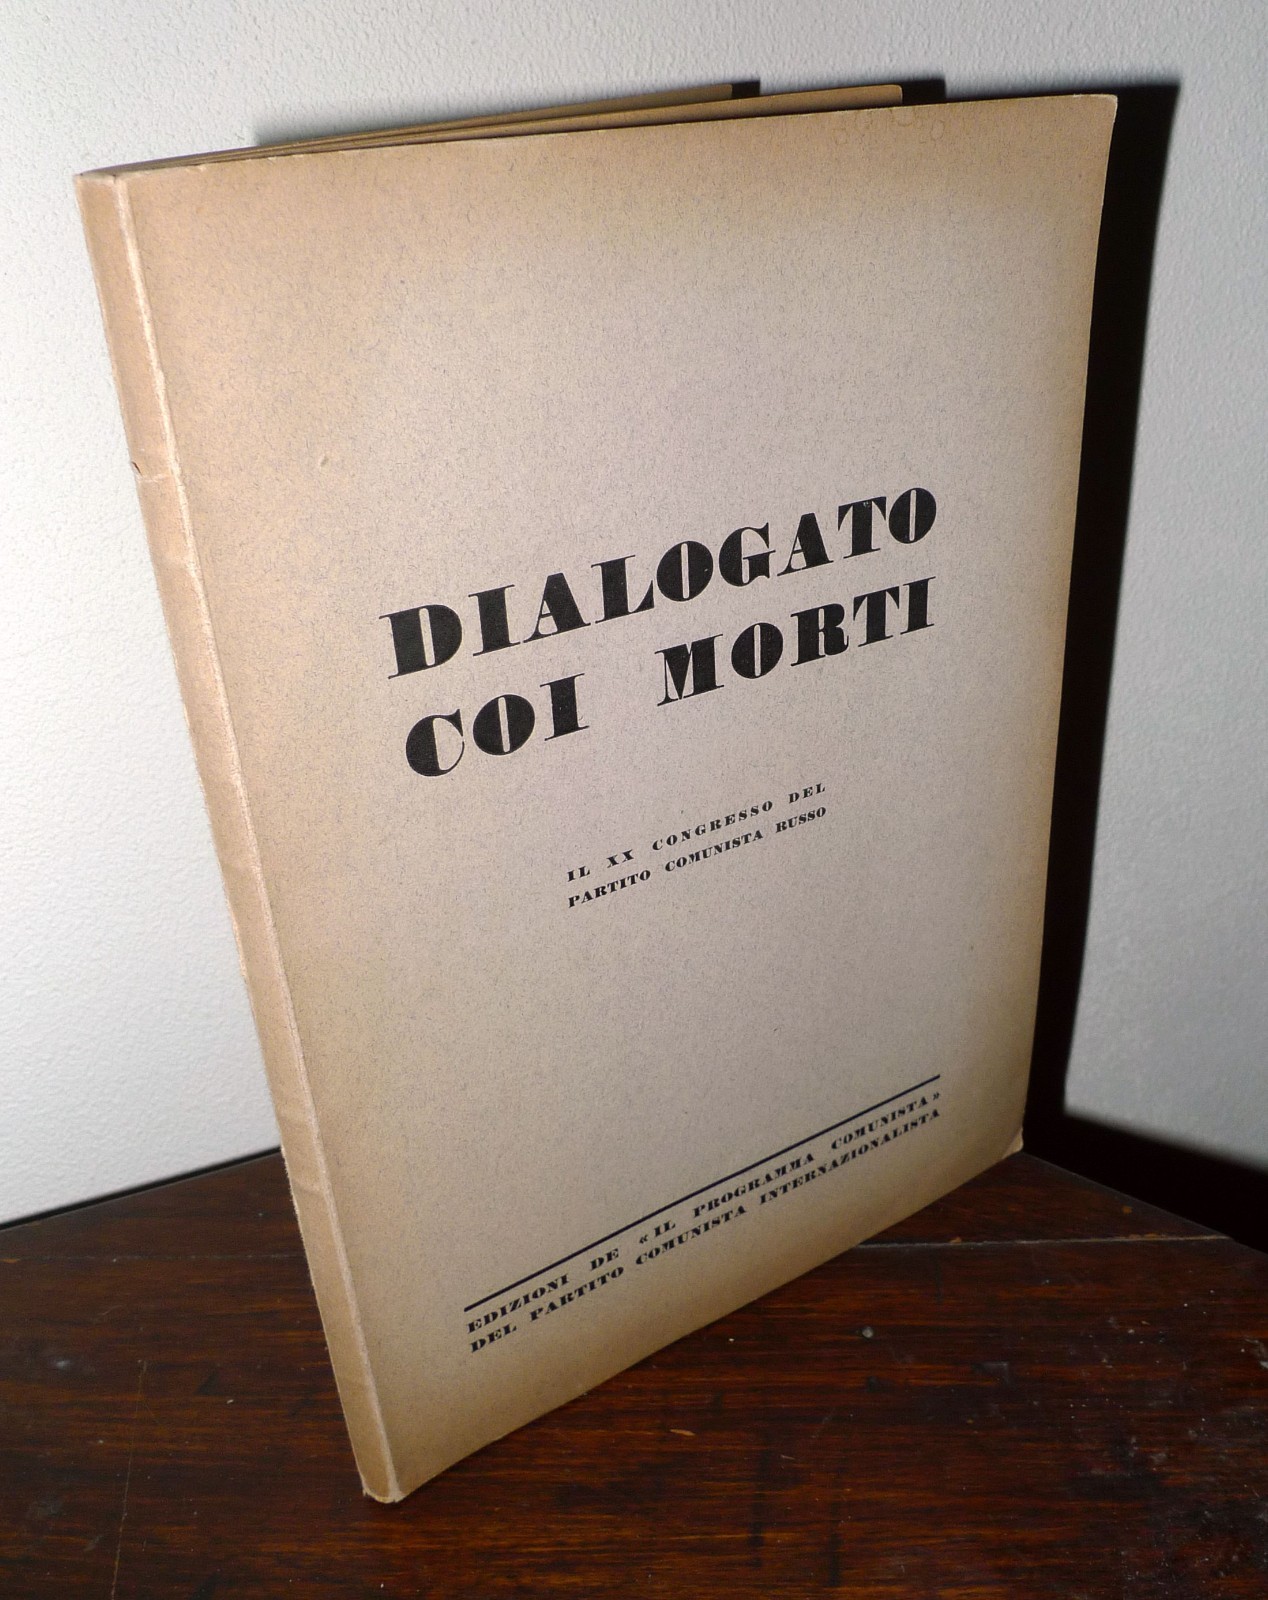 DIALOGATO
COI MORTI
IL XX CONGRESSO DEL
PARTITO COMUNISTA RUSSO
EDIZIONI DE «IL PROGRAMMA COMUNISTA»
DEL PARTITO COMUNISTA INTERNAZIONALISTA